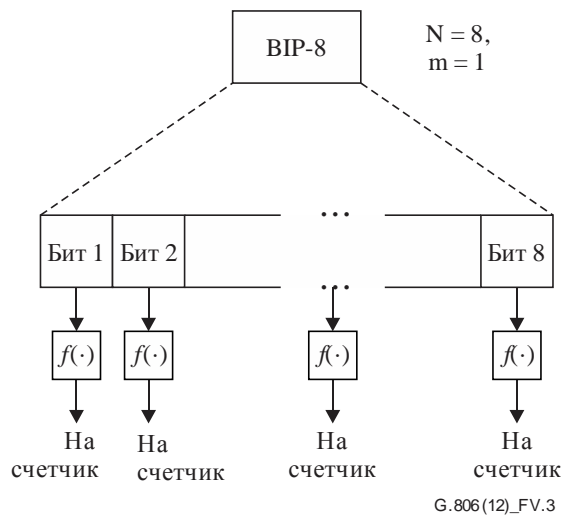 BIP-8
N = 8,
m = 1
...
Бит 1 Бит 2 Бит 8
...
f(·) f(·) f(·) f(·)
На На На На
счетчик счетчик счетчик счетчик
G.806(12)_FV.3